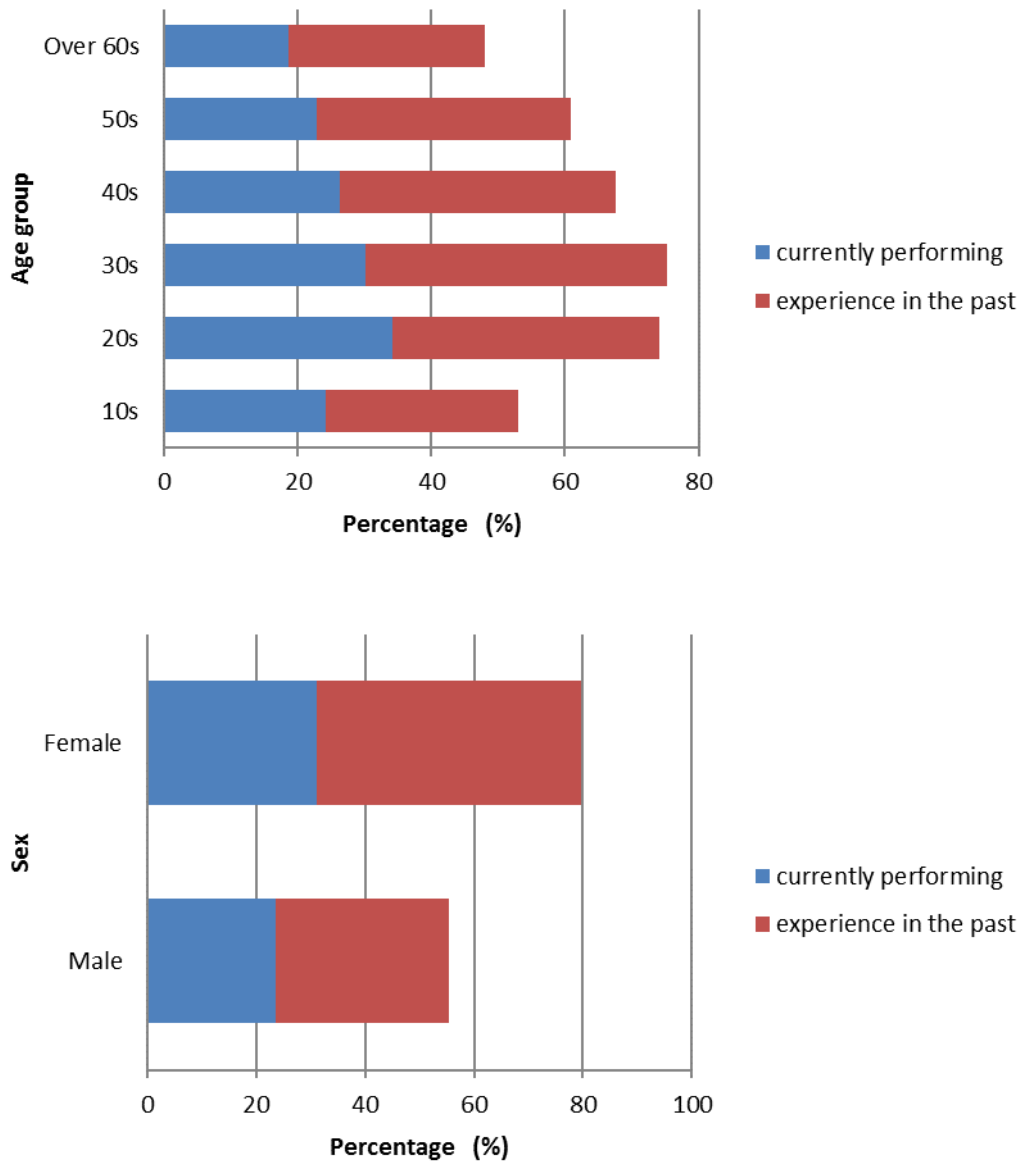 Over 60s
50s
40s
30s
20s
10s
Age group
0 20 40 60 80
Percentage (%)
currently performing
experience in the past
Female
Male
Sex
0 20 40 60 80 100
Percentage (%)
currently performing
experience in the past